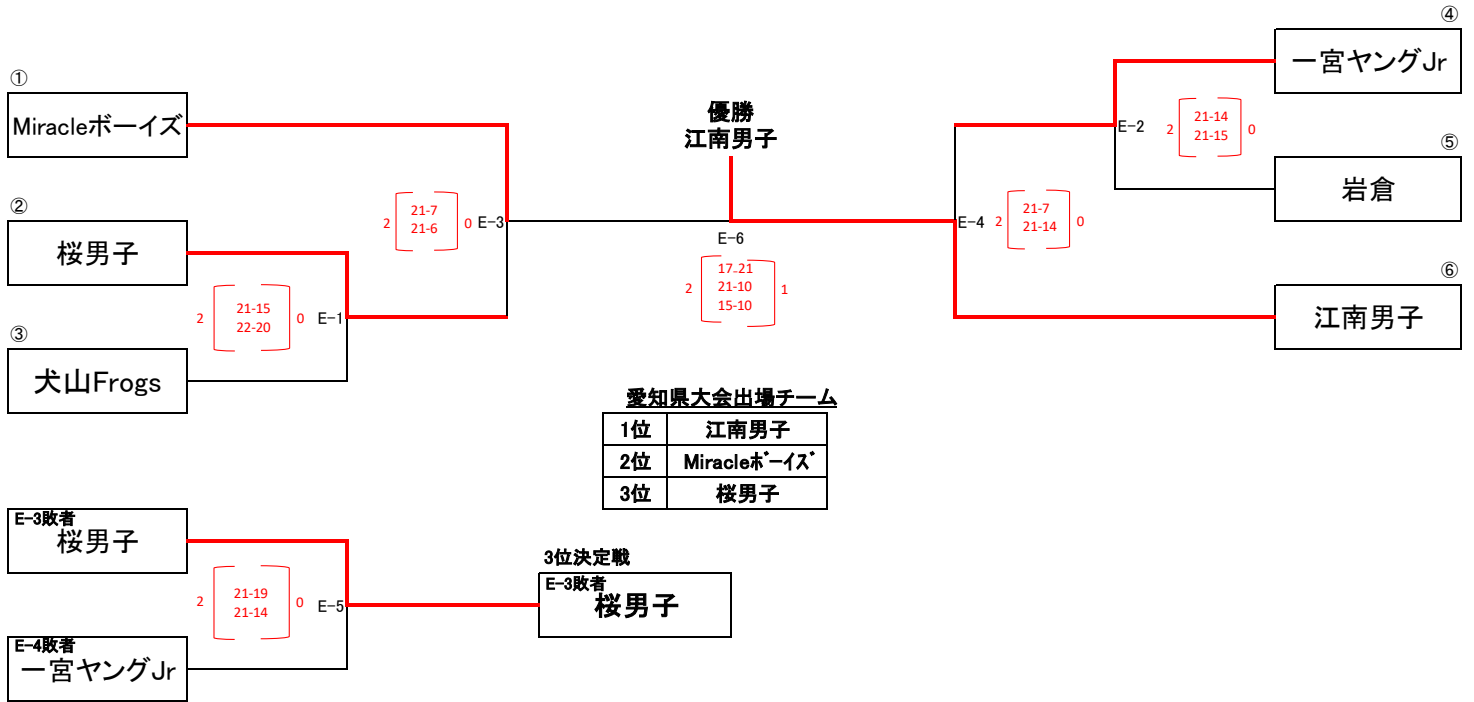 ①
Miracleボーイズ
②
桜男子
③
犬山Frogs
2
21-15
22-20
0
E-1
2
21-7
21-6
0
E-3
優勝
江南男子
E-6
2
17-21
21-10
15-10
1
④
一宮ヤングJr
⑤
岩倉
⑥
江南男子
E-2
2
21-14
21-15
0
E-4
2
21-7
21-14
0
愛知県大会出場チーム
1位 江南男子
2位 Miracleボーイズ
3位 桜男子
E-3敗者
桜男子
2
21-19
21-14
0
E-5
E-4敗者
一宮ヤングJr
3位決定戦
E-3敗者
桜男子